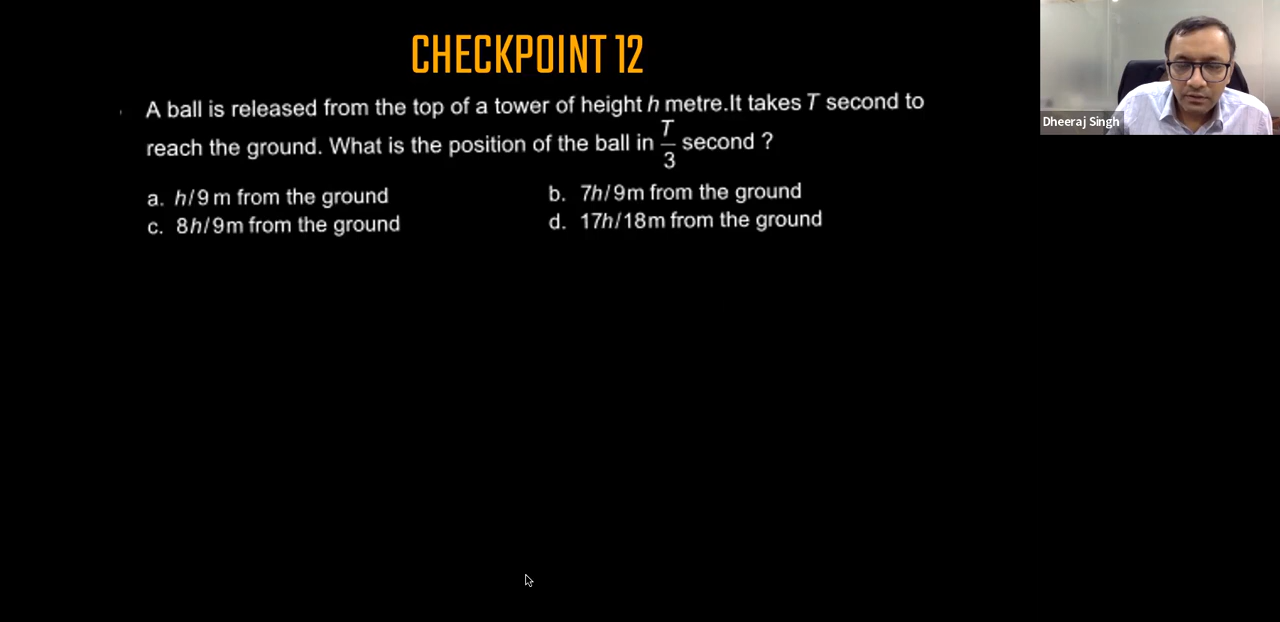 CHECKPOINT 12
A ball is released from the top of a tower of height h metre.It takes T second to
reach the ground. What is the position of the ball in T/3 second ?
a. h/9 m from the ground
b. 7h/9m from the ground
c. 8h/9m from the ground
d. 17h/18m from the ground
Dheeraj Singh